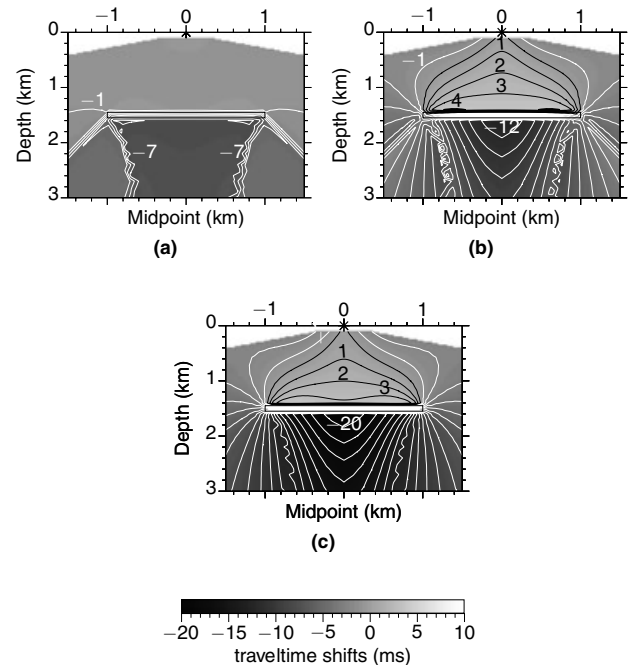 −1 0 1 −1 0 1
0 0
Depth (km) 1 −1 Depth (km) 1 −1 1 2 3 4
2 −7 −7 2 −12
3 3
Midpoint (km) Midpoint (km)
(a) (b)
−1 0 1
0
Depth (km) 1 1 2 3
2 −20
3
Midpoint (km)
(c)
−20 −15 −10 −5 0 5 10
traveltime shifts (ms)